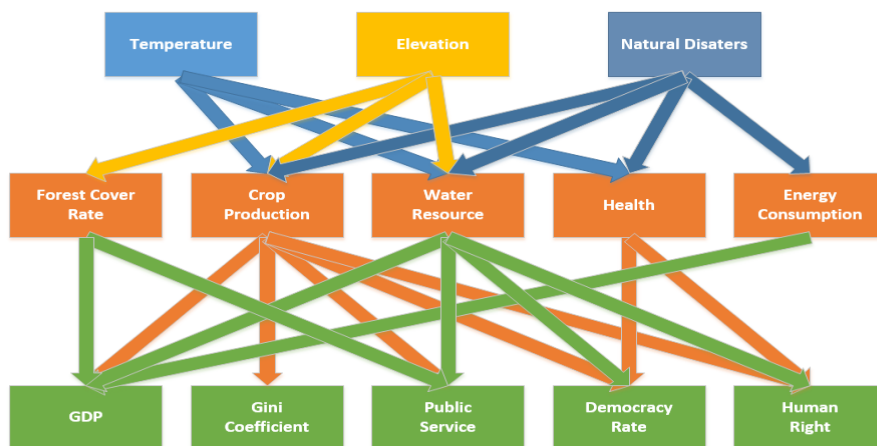 Temperature
Elevation
Natural Disaters
Forest Cover
Rate
Crop
Production
Water
Resource
Health
Energy
Consumption
GDP
Gini
Coefficient
Public
Service
Democracy
Rate
Human
Right